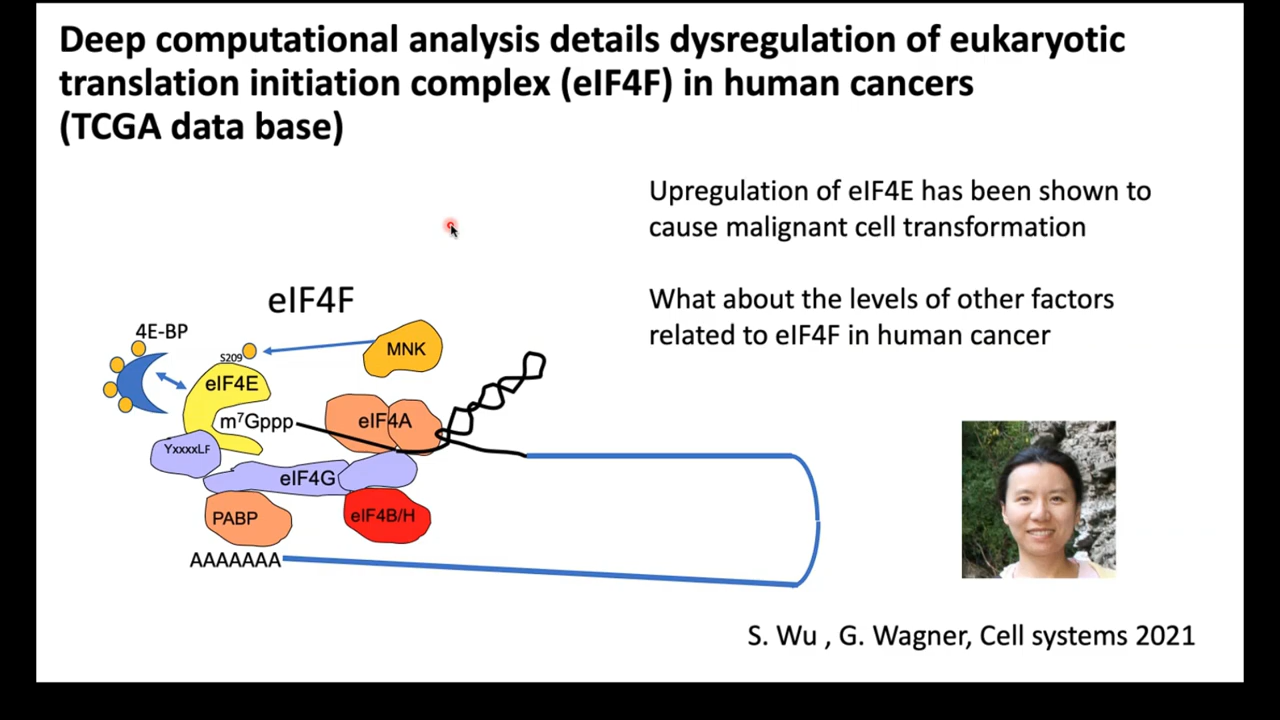 Deep computational analysis details dysregulation of eukaryotic
translation initiation complex (eIF4F) in human cancers
(TCGA data base)
Upregulation of eIF4E has been shown to
cause malignant cell transformation
What about the levels of other factors
related to eIF4F in human cancer
eIF4F
4E-BP
S209
MNK
eIF4E
m⁷Gppp
eIF4A
YxxxxLF
eIF4G
PABP
eIF4B/H
AAAAAAA
S. Wu , G. Wagner, Cell systems 2021